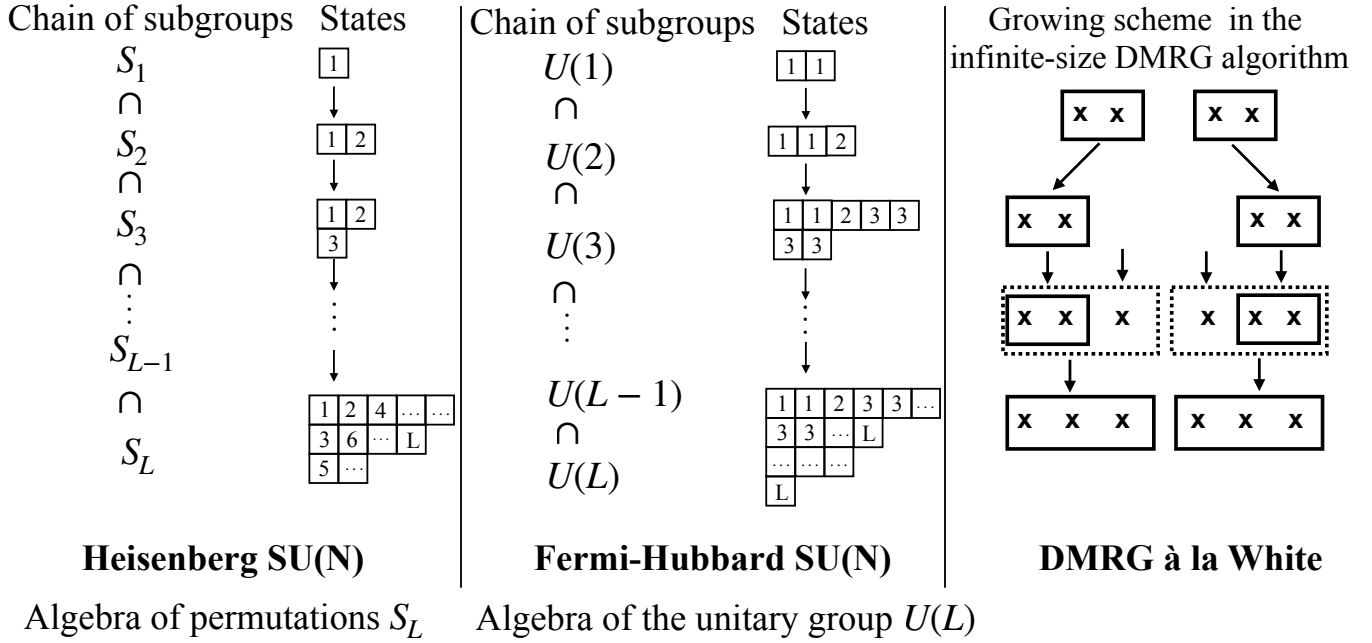 Chain of subgroups States
S₁
1
∩
S₂
1 2
∩
S₃
1 2
3
∩
⋮
⋮
S_{L−1}
∩
S_L
1 2 4 … …
3 6 … L
5 …
Heisenberg SU(N)
Algebra of permutations S_L
Chain of subgroups States
U(1)
1 1
∩
U(2)
1 1 2
∩
U(3)
1 1 2 3 3
3 3
∩
⋮
⋮
U(L − 1)
∩
U(L)
1 1 2 3 3 …
3 3 … L
… … …
L
Fermi-Hubbard SU(N)
Algebra of the unitary group U(L)
Growing scheme in the
infinite-size DMRG algorithm
x x x x
x x x x
x x x x x x
x x x x x x
DMRG à la White